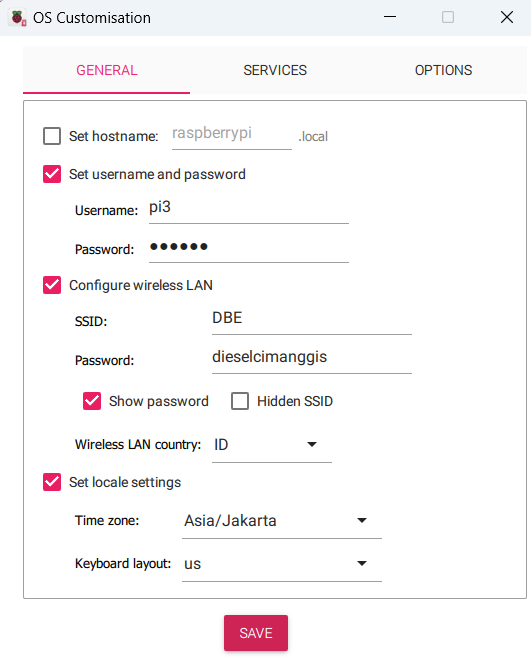 OS Customisation
GENERAL SERVICES OPTIONS
Set hostname: raspberrypi .local
Set username and password
Username: pi3
Password: ●●●●●●
Configure wireless LAN
SSID: DBE
Password: dieselcimanggis
Show password Hidden SSID
Wireless LAN country: ID
Set locale settings
Time zone: Asia/Jakarta
Keyboard layout: us
SAVE